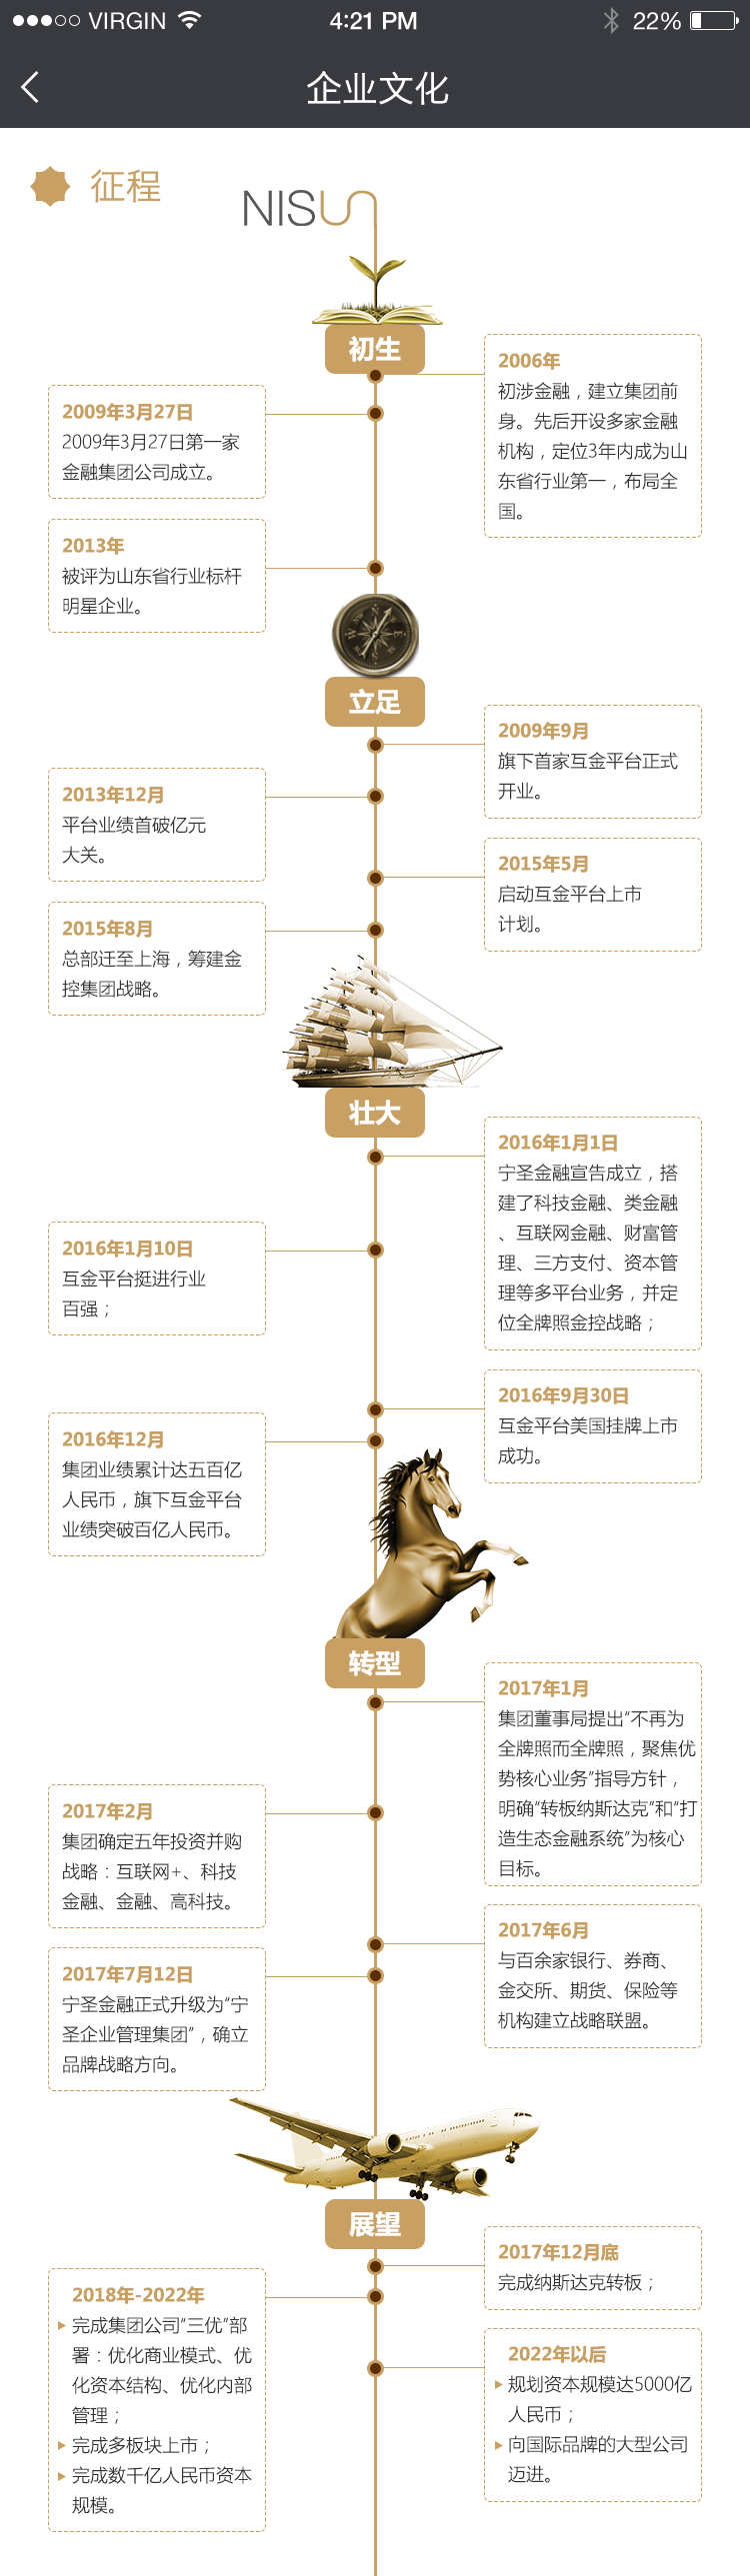 VIRGIN
4:21 PM
22%
企业文化
征程
NISUN
初生
2006年
初涉金融，建立集团前
身。先后开设多家金融
机构，定位3年内成为山
东省行业第一，布局全
国。
2009年3月27日
2009年3月27日第一家
金融集团公司成立。
2013年
被评为山东省行业标杆
明星企业。
立足
2009年9月
旗下首家互金平台正式
开业。
2013年12月
平台业绩首破亿元
大关。
2015年5月
启动互金平台上市
计划。
2015年8月
总部迁至上海，筹建金
控集团战略。
壮大
2016年1月1日
宁圣金融宣告成立，搭
建了科技金融、类金融
、互联网金融、财富管
理、三方支付、资本管
理等多平台业务，并定
位全牌照金控战略；
2016年1月10日
互金平台挺进行业
百强；
2016年9月30日
互金平台美国挂牌上市
成功。
2016年12月
集团业绩累计达五百亿
人民币，旗下互金平台
业绩突破百亿人民币。
转型
2017年1月
集团董事局提出“不再为
全牌照而全牌照，聚焦优
势核心业务”指导方针，
明确“转板纳斯达克”和“打
造生态金融系统”为核心
目标。
2017年2月
集团确定五年投资并购
战略：互联网+、科技
金融、金融、高科技。
2017年6月
与百余家银行、券商、
金交所、期货、保险等
机构建立战略联盟。
2017年7月12日
宁圣金融正式升级为“宁
圣企业管理集团”，确立
品牌战略方向。
展望
2017年12月底
完成纳斯达克转板；
2018年-2022年
完成集团公司“三优”部
署：优化商业模式、优
化资本结构、优化内部
管理；
完成多板块上市；
完成数千亿人民币资本
规模。
2022年以后
规划资本规模达5000亿
人民币；
向国际品牌的大型公司
迈进。